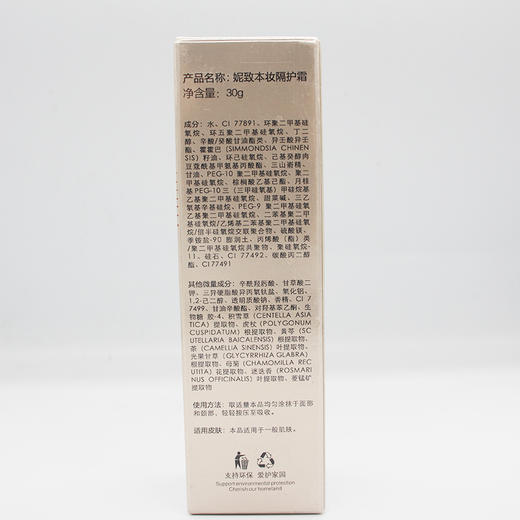 产品名称：妮致本妆隔护霜
净含量：30g
成分：水、CI 77891、环聚二甲基硅
氧烷、环五聚二甲基硅氧烷、丁二
醇、辛酸/癸酸甘油酯类、异壬酸异壬
酯、霍霍巴 (SIMMONDSIA CHINEN
SIS) 籽油、环己硅氧烷、己基癸醇肉
豆蔻酰基甲氨基丙酸酯、三山嵛精、
甘油、PEG-10 聚二甲基硅氧烷、聚二
甲基硅氧烷、棕榈酸乙基己酯、月桂
基 PEG-10 三 (三甲硅氧基) 甲硅烷基
乙基聚二甲基硅氧烷、甜菜碱、三乙
氧基辛基硅烷、PEG-9 聚二甲基硅氧
乙基聚二甲基硅氧烷、二苯基聚二甲
基硅氧烷/乙烯基二苯基聚二甲基硅氧
烷/倍半硅氧烷交联聚合物、硫酸镁、
季铵盐-90 膨润土、丙烯酸 (酯) 类/
聚二甲基硅氧烷共聚物、聚硅氧烷-
11、硅石、CI 77492、碳酸丙二醇
酯、CI 77491
其他微量成分：辛酰羟肟酸、甘草酸二
钾、三异硬脂酸异丙氧钛盐、氧化铝、
1,2-己二醇、透明质酸钠、香精、CI 7
7499、甘油辛酸酯、对羟基苯乙酮、生
物糖胶-4、积雪草 (CENTELLA ASIA
TICA) 提取物、虎杖 (POLYGONUM
CUSPIDATUM) 根提取物、黄芩 (SC
UTELLARIA BAICALENSIS) 根提取物、
茶 (CAMELLIA SINENSIS) 叶提取物、
光果甘草 (GLYCYRRHIZA GLABRA)
根提取物、母菊 (CHAMOMILLA REC
UTITA) 花提取物、迷迭香 (ROSMARI
NUS OFFICINALIS) 叶提取物、菱锰矿
提取物
使用方法：取适量本品均匀涂抹于面部
和颈部，轻轻按压至吸收。
适用皮肤：本品适用于一般肌肤。
支持环保 爱护家园
Support environmental protection
Cherish our homeland